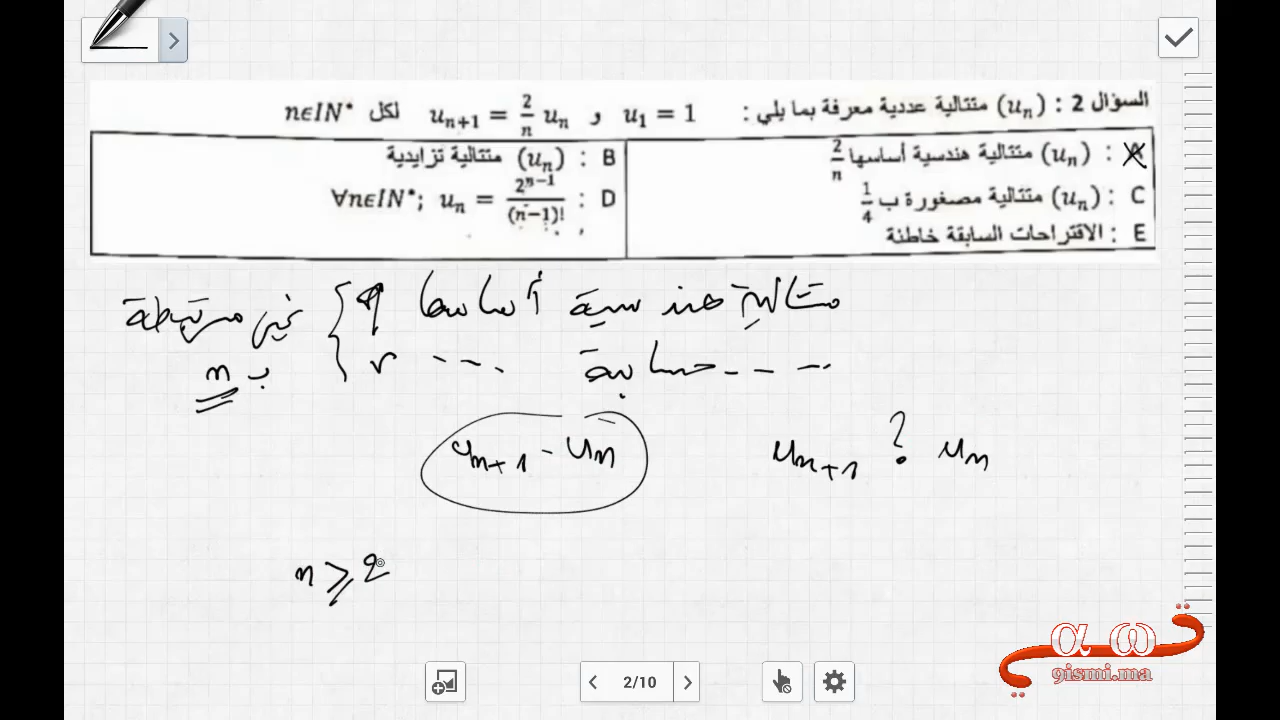 السؤال 2 : (uₙ) متتالية عددية معرفة بما يلي : u₁ = 1 و uₙ₊₁ = 2/n uₙ لكل n∈IN*
A : (uₙ) متتالية هندسية أساسها 2/n
B : (uₙ) متتالية تزايدية
C : (uₙ) متتالية مصغورة ب 1/4
D : ∀n∈IN*; uₙ = 2ⁿ⁻¹/(n−1)!
E : الاقتراحات السابقة خاطئة
متتالية هندسية أساسها q } غير مرتبطة
---- حسابية ---- r } ب n
uₙ₊₁ ? uₙ
uₙ₊₁ - uₙ
n ⩾ 2
2/10
α ω
9ismi.ma